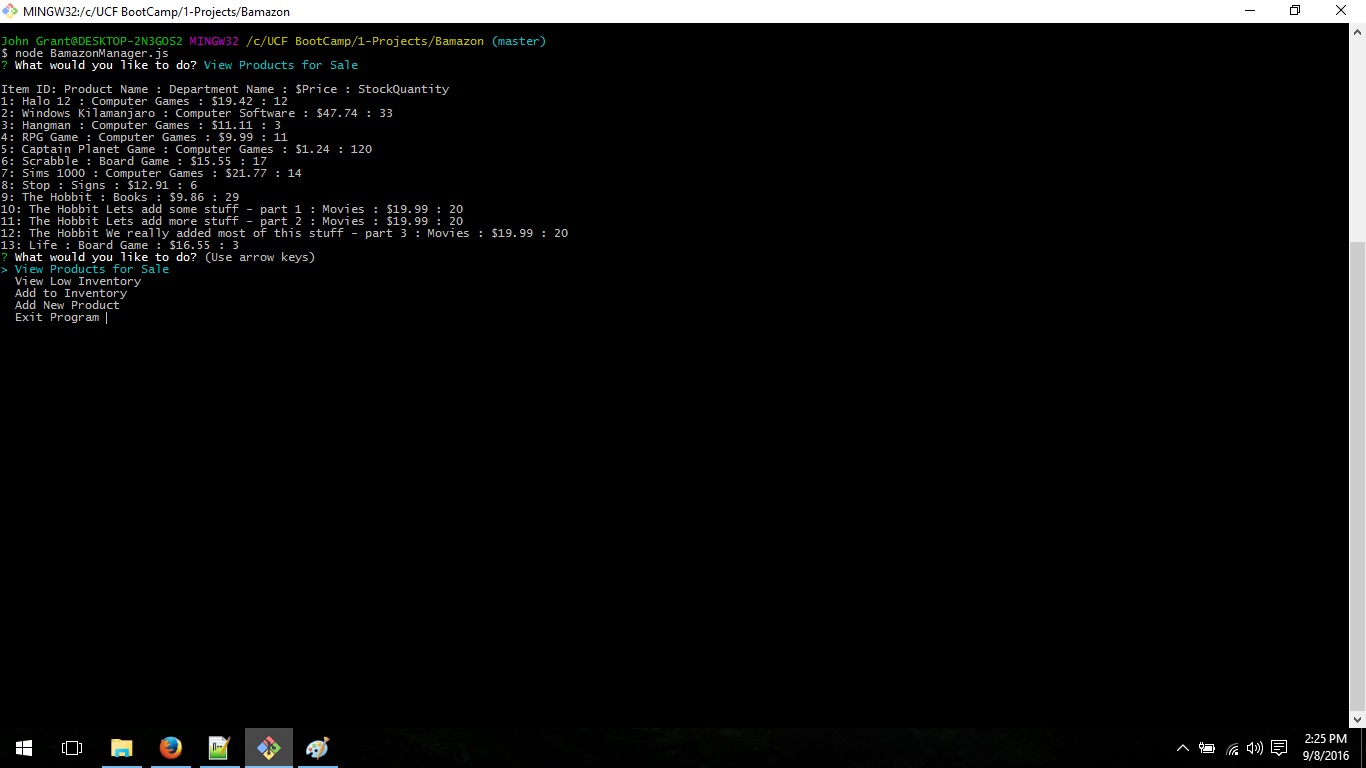 MINGW32:/c/UCF BootCamp/1-Projects/Bamazon
John Grant@DESKTOP-2N3GOS2 MINGW32 /c/UCF BootCamp/1-Projects/Bamazon (master)
$ node BamazonManager.js
? What would you like to do? View Products for Sale
Item ID: Product Name : Department Name : $Price : StockQuantity
1: Halo 12 : Computer Games : $19.42 : 12
2: Windows Kilamanjaro : Computer Software : $47.74 : 33
3: Hangman : Computer Games : $11.11 : 3
4: RPG Game : Computer Games : $9.99 : 11
5: Captain Planet Game : Computer Games : $1.24 : 120
6: Scrabble : Board Game : $15.55 : 17
7: Sims 1000 : Computer Games : $21.77 : 14
8: Stop : Signs : $12.91 : 6
9: The Hobbit : Books : $9.86 : 29
10: The Hobbit Lets add some stuff - part 1 : Movies : $19.99 : 20
11: The Hobbit Lets add more stuff - part 2 : Movies : $19.99 : 20
12: The Hobbit We really added most of this stuff - part 3 : Movies : $19.99 : 20
13: Life : Board Game : $16.55 : 3
? What would you like to do? (Use arrow keys)
> View Products for Sale
View Low Inventory
Add to Inventory
Add New Product
Exit Program
2:25 PM
9/8/2016